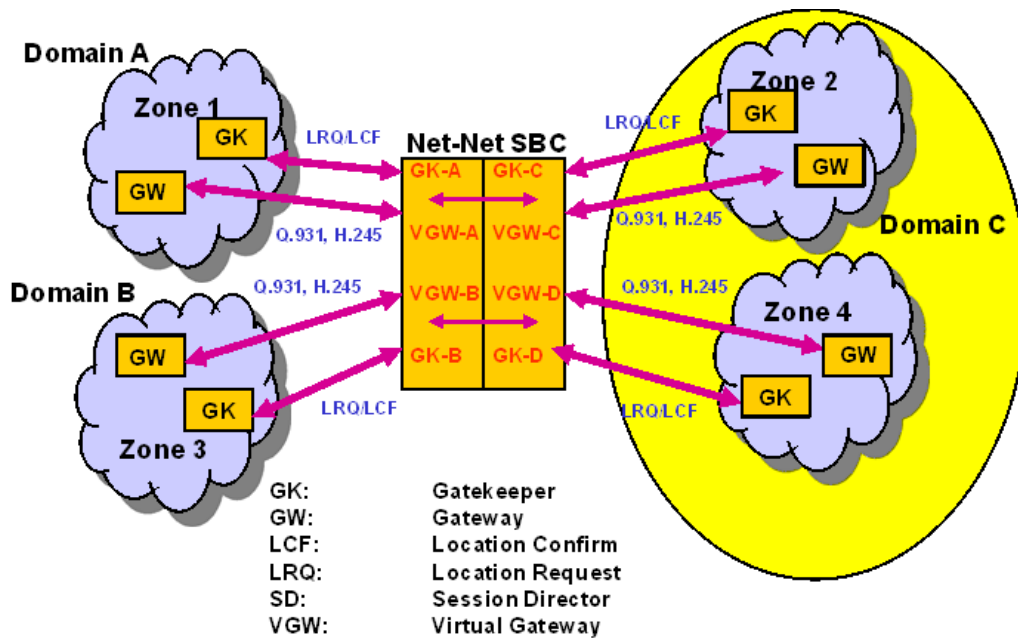 Domain A
Zone 1
GK
GW
LRQ/LCF
Q.931, H.245
Domain B
Q.931, H.245
GW
GK
Zone 3
LRQ/LCF
Net-Net SBC
GK-A GK-C
VGW-A VGW-C
VGW-B VGW-D
GK-B GK-D
LRQ/LCF
Zone 2
GK
GW
Q.931, H.245
Domain C
Q.931, H.245
Zone 4
GW
GK
LRQ/LCF
GK: Gatekeeper
GW: Gateway
LCF: Location Confirm
LRQ: Location Request
SD: Session Director
VGW: Virtual Gateway